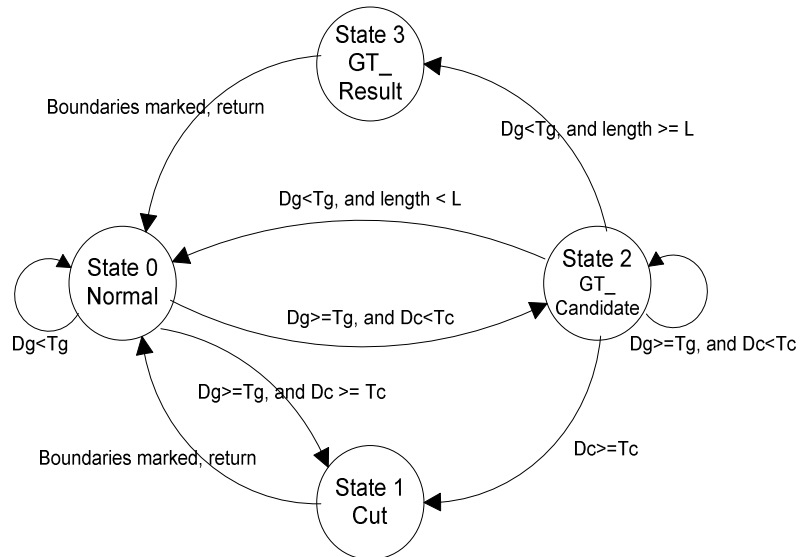 State 3
GT_
Result
Boundaries marked, return
Dg<Tg, and length >= L
Dg<Tg, and length < L
State 0
Normal
State 2
GT_
Candidate
Dg>=Tg, and Dc<Tc
Dg<Tg
Dg>=Tg, and Dc<Tc
Dg>=Tg, and Dc >= Tc
Boundaries marked, return
Dc>=Tc
State 1
Cut